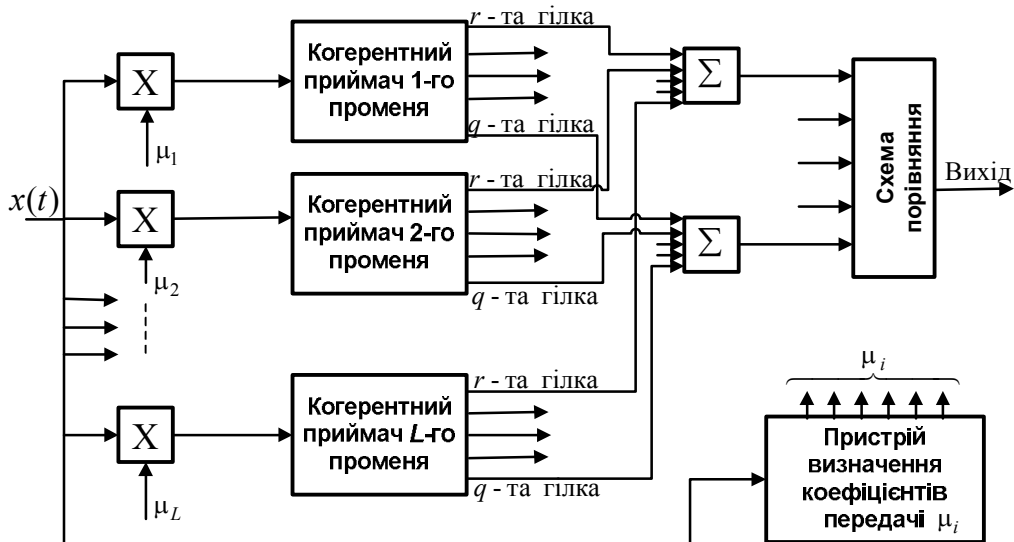 r - та гілка
Когерентний
приймач 1-го
променя
X
μ1
q - та гілка
Σ
r - та гілка
x(t)
X
μ2
Когерентний
приймач 2-го
променя
q - та гілка
Σ
Схема
порівняння
Вихід
r - та гілка
X
μL
Когерентний
приймач L-го
променя
q - та гілка
μi
Пристрій
визначення
коефіцієнтів
передачі μi